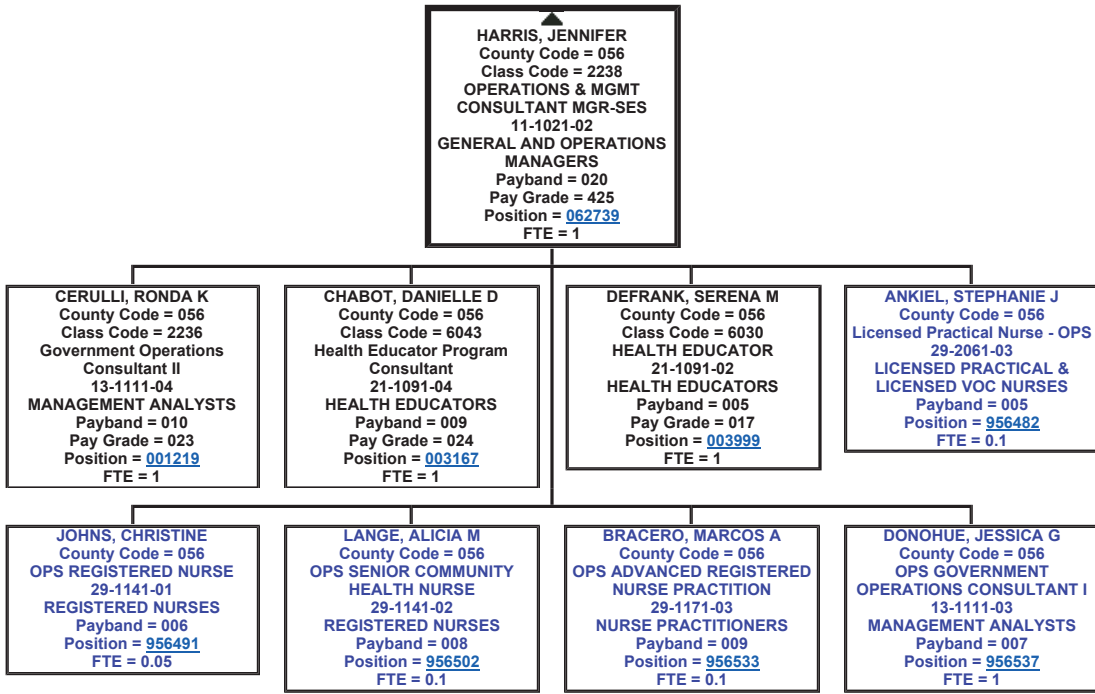 HARRIS, JENNIFER
County Code = 056
Class Code = 2238
OPERATIONS & MGMT
CONSULTANT MGR-SES
11-1021-02
GENERAL AND OPERATIONS
MANAGERS
Payband = 020
Pay Grade = 425
Position = 062739
FTE = 1
CERULLI, RONDA K
County Code = 056
Class Code = 2236
Government Operations
Consultant II
13-1111-04
MANAGEMENT ANALYSTS
Payband = 010
Pay Grade = 023
Position = 001219
FTE = 1
CHABOT, DANIELLE D
County Code = 056
Class Code = 6043
Health Educator Program
Consultant
21-1091-04
HEALTH EDUCATORS
Payband = 009
Pay Grade = 024
Position = 003167
FTE = 1
DEFRANK, SERENA M
County Code = 056
Class Code = 6030
HEALTH EDUCATOR
21-1091-02
HEALTH EDUCATORS
Payband = 005
Pay Grade = 017
Position = 003999
FTE = 1
ANKIEL, STEPHANIE J
County Code = 056
Licensed Practical Nurse - OPS
29-2061-03
LICENSED PRACTICAL &
LICENSED VOC NURSES
Payband = 005
Position = 956482
FTE = 0.1
JOHNS, CHRISTINE
County Code = 056
OPS REGISTERED NURSE
29-1141-01
REGISTERED NURSES
Payband = 006
Position = 956491
FTE = 0.05
LANGE, ALICIA M
County Code = 056
OPS SENIOR COMMUNITY
HEALTH NURSE
29-1141-02
REGISTERED NURSES
Payband = 008
Position = 956502
FTE = 0.1
BRACERO, MARCOS A
County Code = 056
OPS ADVANCED REGISTERED
NURSE PRACTITION
29-1171-03
NURSE PRACTITIONERS
Payband = 009
Position = 956533
FTE = 0.1
DONOHUE, JESSICA G
County Code = 056
OPS GOVERNMENT
OPERATIONS CONSULTANT I
13-1111-03
MANAGEMENT ANALYSTS
Payband = 007
Position = 956537
FTE = 1